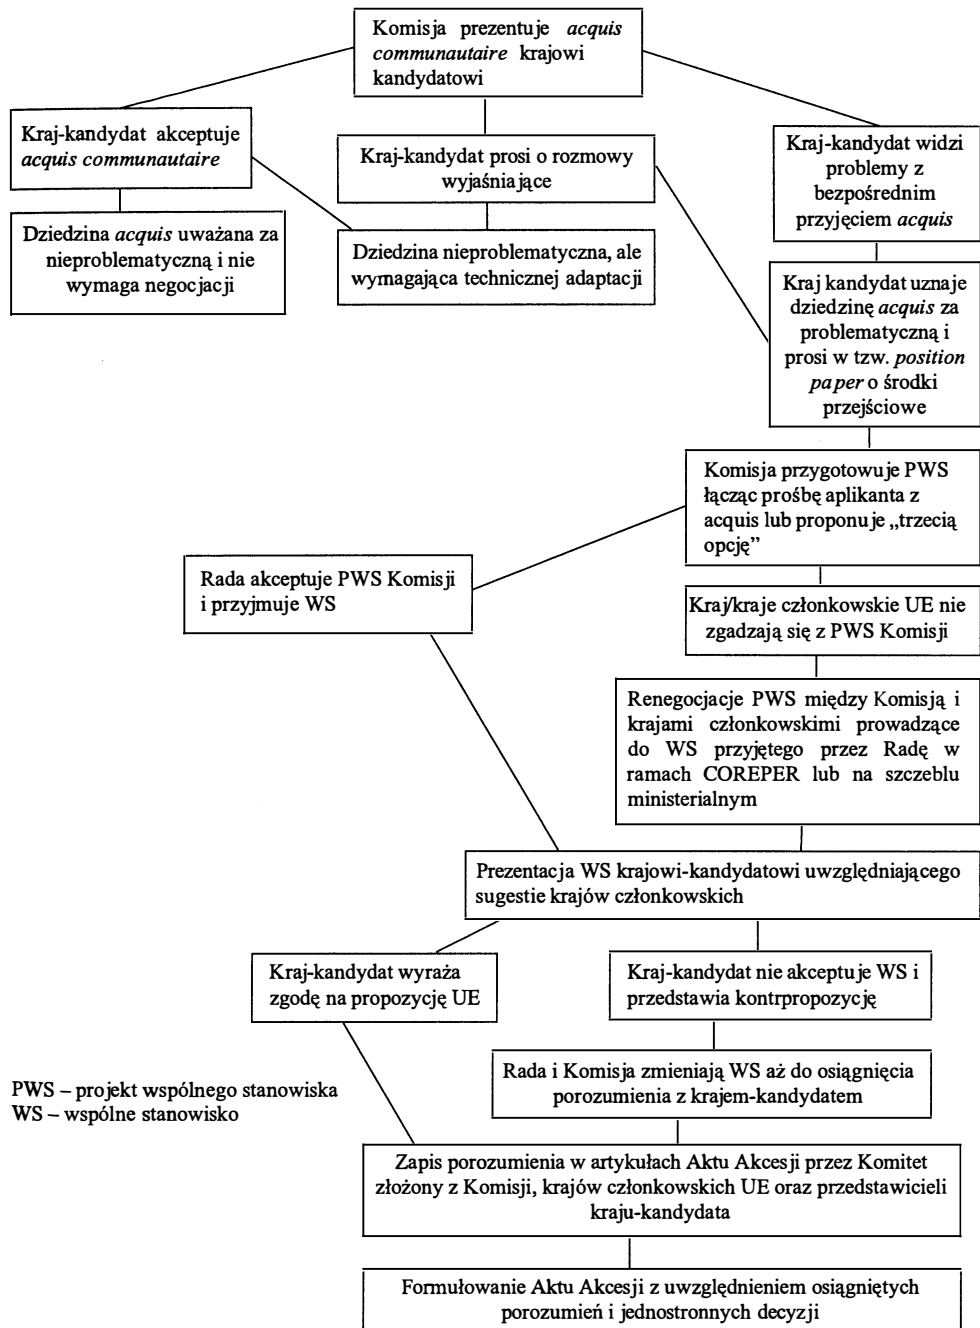 Komisja prezentuje acquis
communautaire krajowi
kandydatowi
Kraj-kandydat akceptuje
acquis communautaire
Kraj-kandydat prosi o rozmowy
wyjaśniające
Kraj-kandydat widzi
problemy z
bezpośrednim
przyjęciem acquis
Dziedzina acquis uważana za
nieproblematyczną i nie
wymaga negocjacji
Dziedzina nieproblematyczna, ale
wymagająca technicznej adaptacji
Kraj kandydat uznaje
dziedzinę acquis za
problematyczną i
prosi w tzw. position
paper o środki
przejściowe
Komisja przygotowuje PWS
łącząc prośbę aplikanta z
acquis lub proponuje „trzecią
opcję”
Rada akceptuje PWS Komisji
i przyjmuje WS
Kraj/kraje członkowskie UE nie
zgadzają się z PWS Komisji
Renegocjacje PWS między Komisją i
krajami członkowskimi prowadzące
do WS przyjętego przez Radę w
ramach COREPER lub na szczeblu
ministerialnym
Prezentacja WS krajowi-kandydatowi uwzględniającego
sugestie krajów członkowskich
Kraj-kandydat wyraża
zgodę na propozycję UE
Kraj-kandydat nie akceptuje WS i
przedstawia kontrpropozycję
Rada i Komisja zmieniają WS aż do osiągnięcia
porozumienia z krajem-kandydatem
PWS – projekt wspólnego stanowiska
WS – wspólne stanowisko
Zapis porozumienia w artykułach Aktu Akcesji przez Komitet
złożony z Komisji, krajów członkowskich UE oraz przedstawicieli
kraju-kandydata
Formułowanie Aktu Akcesji z uwzględnieniem osiągniętych
porozumień i jednostronnych decyzji